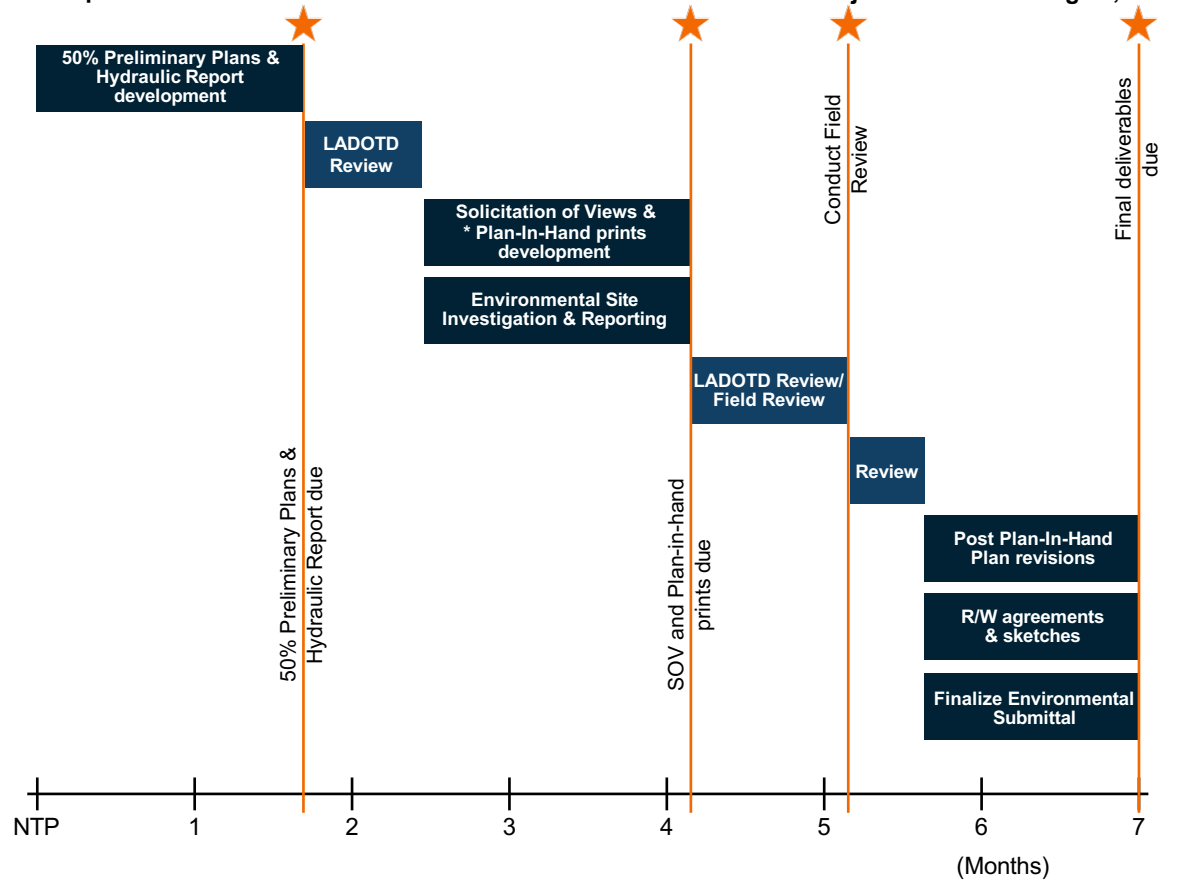 50% Preliminary Plans &
Hydraulic Report
development
LADOTD
Review
Solicitation of Views &
* Plan-In-Hand prints
development
Environmental Site
Investigation & Reporting
LADOTD Review/
Field Review
Review
Post Plan-In-Hand
Plan revisions
R/W agreements
& sketches
Finalize Environmental
Submittal
50% Preliminary Plans &
Hydraulic Report due
SOV and Plan-in-hand
prints due
Conduct Field
Review
Final deliverables
due
NTP 1 2 3 4 5 6 7
(Months)